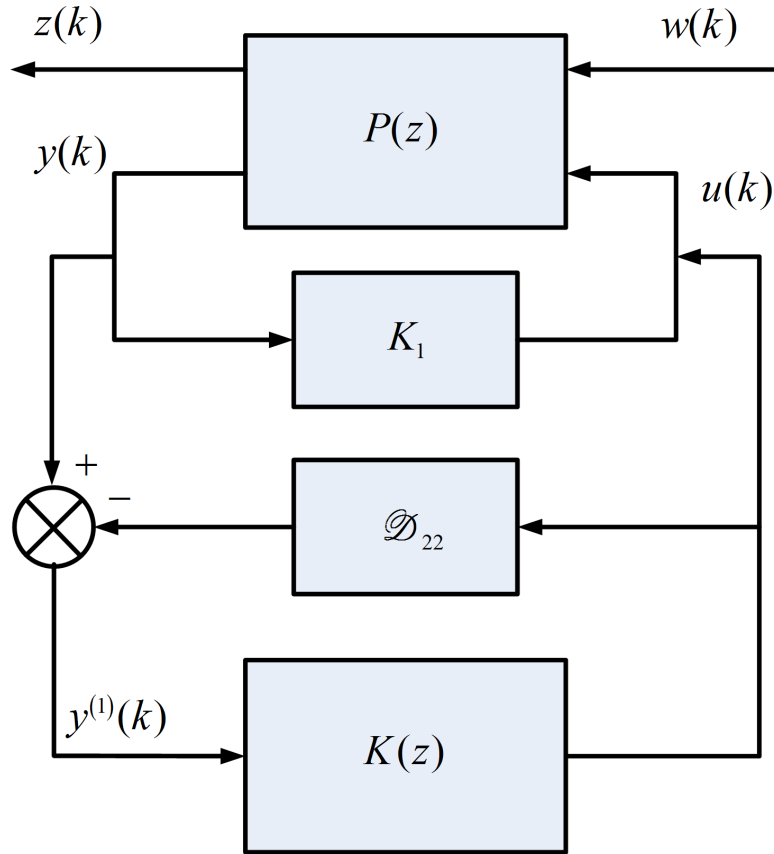 z(k)
w(k)
P(z)
y(k)
u(k)
K₁
+
−
𝒟₂₂
y⁽¹⁾(k)
K(z)